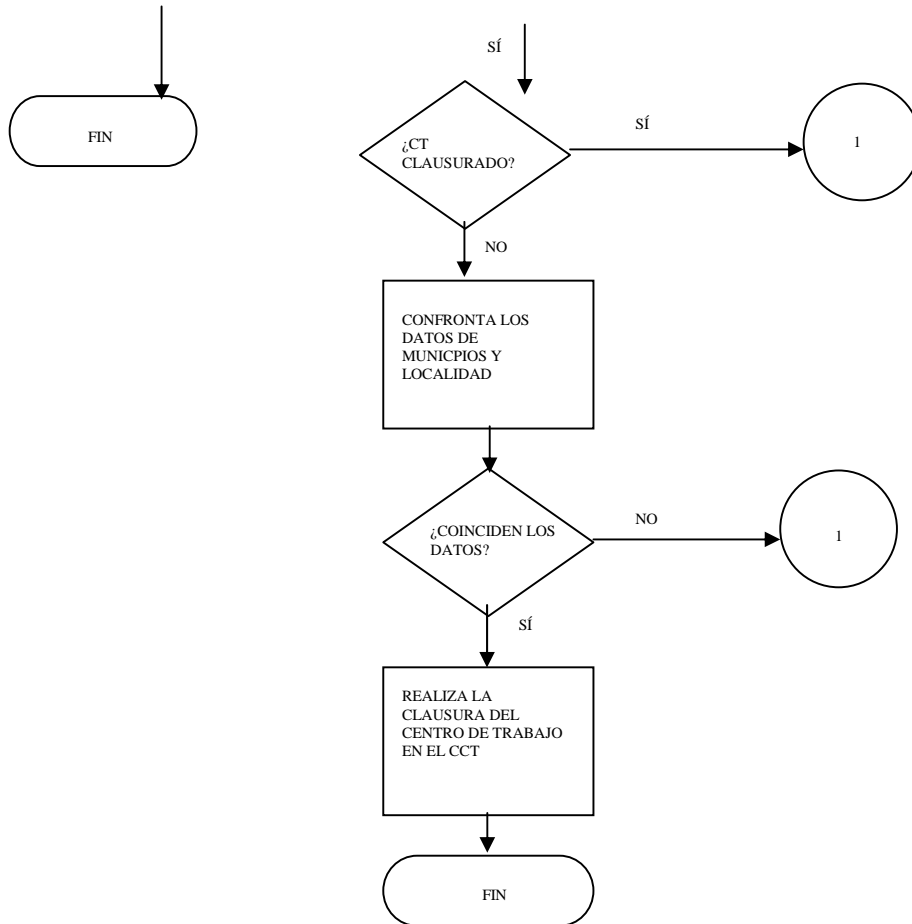 SÍ
FIN
¿CT
CLAUSURADO?
SÍ
1
NO
CONFRONTA LOS
DATOS DE
MUNICPIOS Y
LOCALIDAD
¿COINCIDEN LOS
DATOS?
NO
1
SÍ
REALIZA LA
CLAUSURA DEL
CENTRO DE TRABAJO
EN EL CCT
FIN